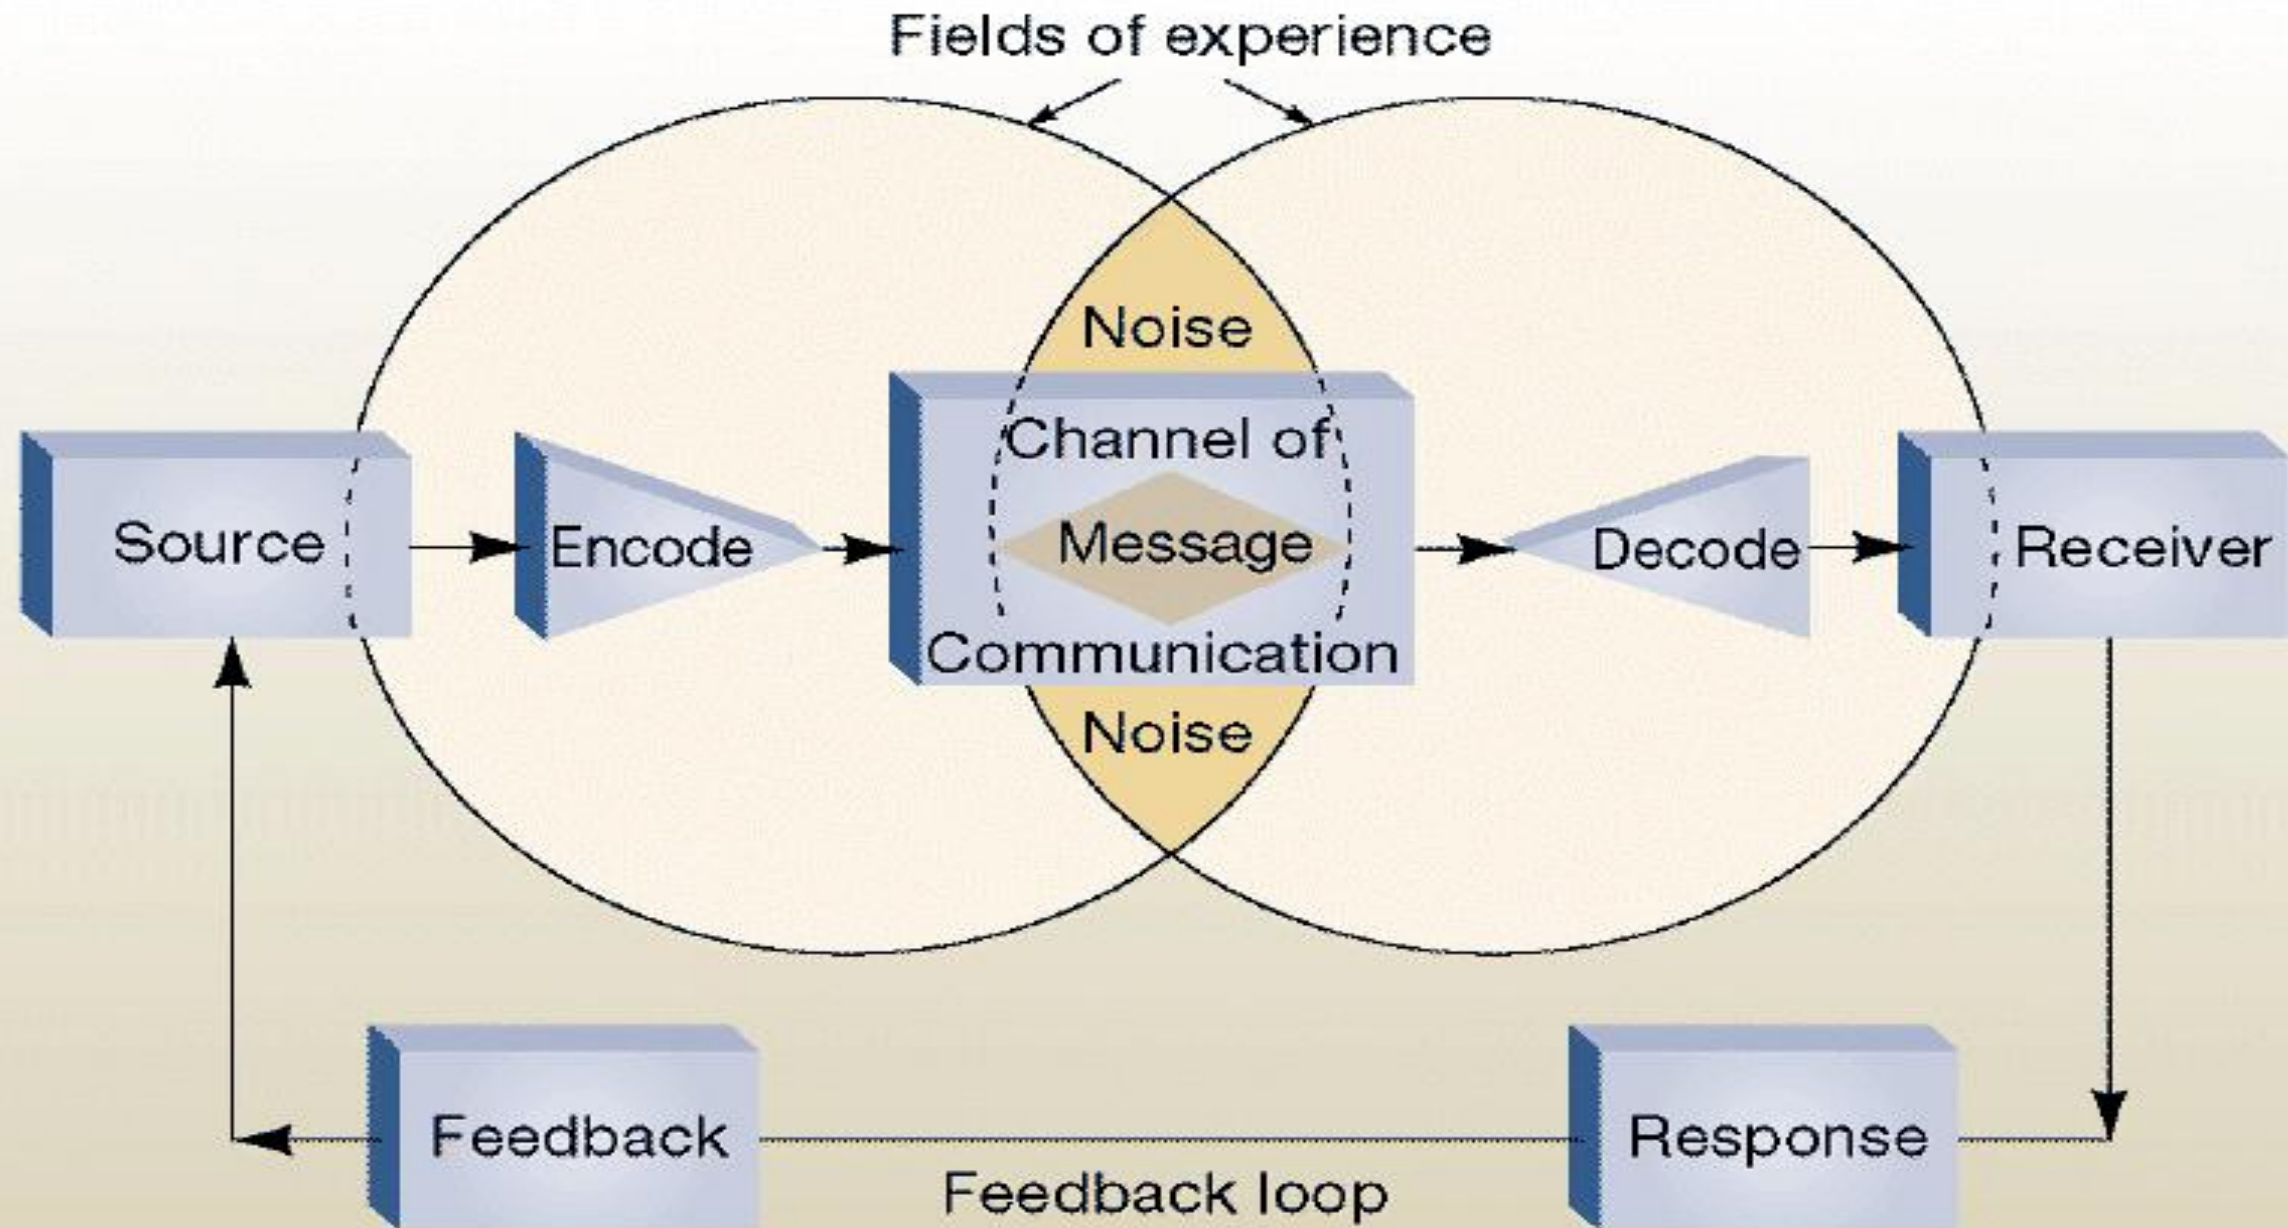 Fields of experience
Noise
Channel of
Source
Encode
Message
Decode
Receiver
Communication
Noise
Feedback
Response
Feedback loop